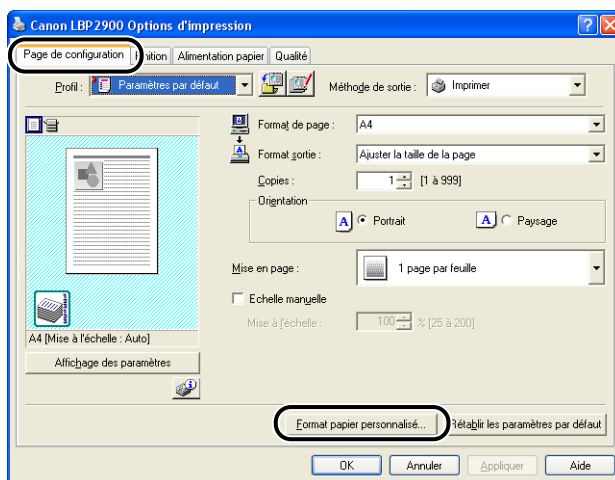 Canon LBP2900 Options d'impression
Page de configuration Alimentation papier Qualité
Profil : Paramètres par défaut Méthode de sortie : Imprimer
Format de page : A4
Format sortie : Ajuster la taille de la page
Copies : 1 [1 à 999]
Orientation
A Portrait A Paysage
Mise en page : 1 page par feuille
Echelle manuelle
Mise à l'échelle : 100 % [25 à 200]
A4 [Mise à l'échelle : Auto]
Affichage des paramètres
Format papier personnalisé... Rétablir les paramètres par défaut
OK Annuler Appliquer Aide